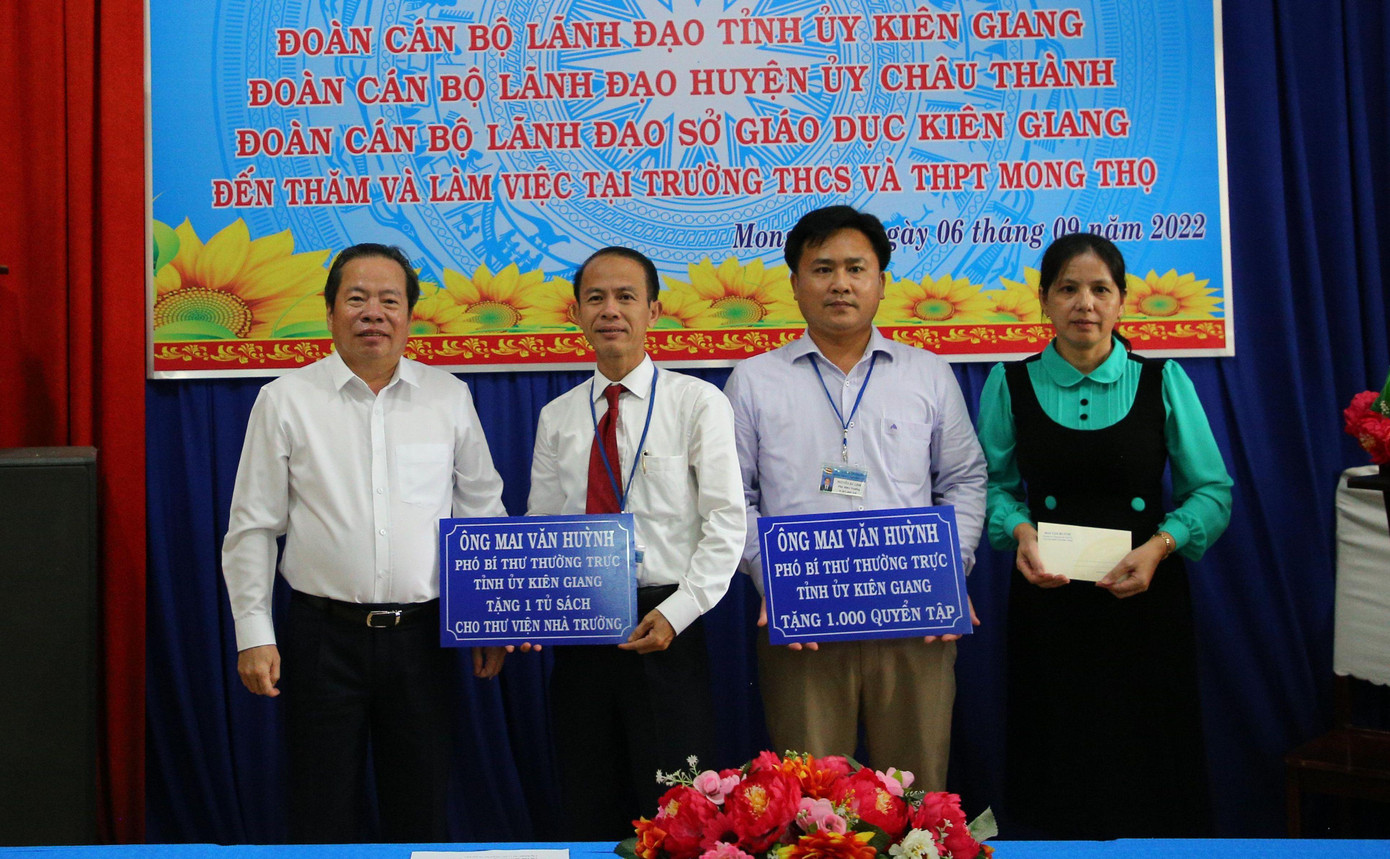 ĐOÀN CÁN BỘ LÃNH ĐẠO TỈNH ỦY KIÊN GIANG
ĐOÀN CÁN BỘ LÃNH ĐẠO HUYỆN ỦY CHÂU THÀNH
ĐOÀN CÁN BỘ LÃNH ĐẠO SỞ GIÁO DỤC KIÊN GIANG
ĐẾN THĂM VÀ LÀM VIỆC TẠI TRƯỜNG THCS VÀ THPT MONG THỌ
06 tháng 09 năm 2022
ÔNG MAI VĂN HUỲNH
PHÓ BÍ THƯ THƯỜNG TRỰC
TỈNH ỦY KIÊN GIANG
TẶNG 1 TỦ SÁCH
CHO THƯ VIỆN NHÀ TRƯỜNG
ÔNG MAI VĂN HUỲNH
PHÓ BÍ THƯ THƯỜNG TRỰC
TỈNH ỦY KIÊN GIANG
TẶNG 1.000 QUYỂN TẬP